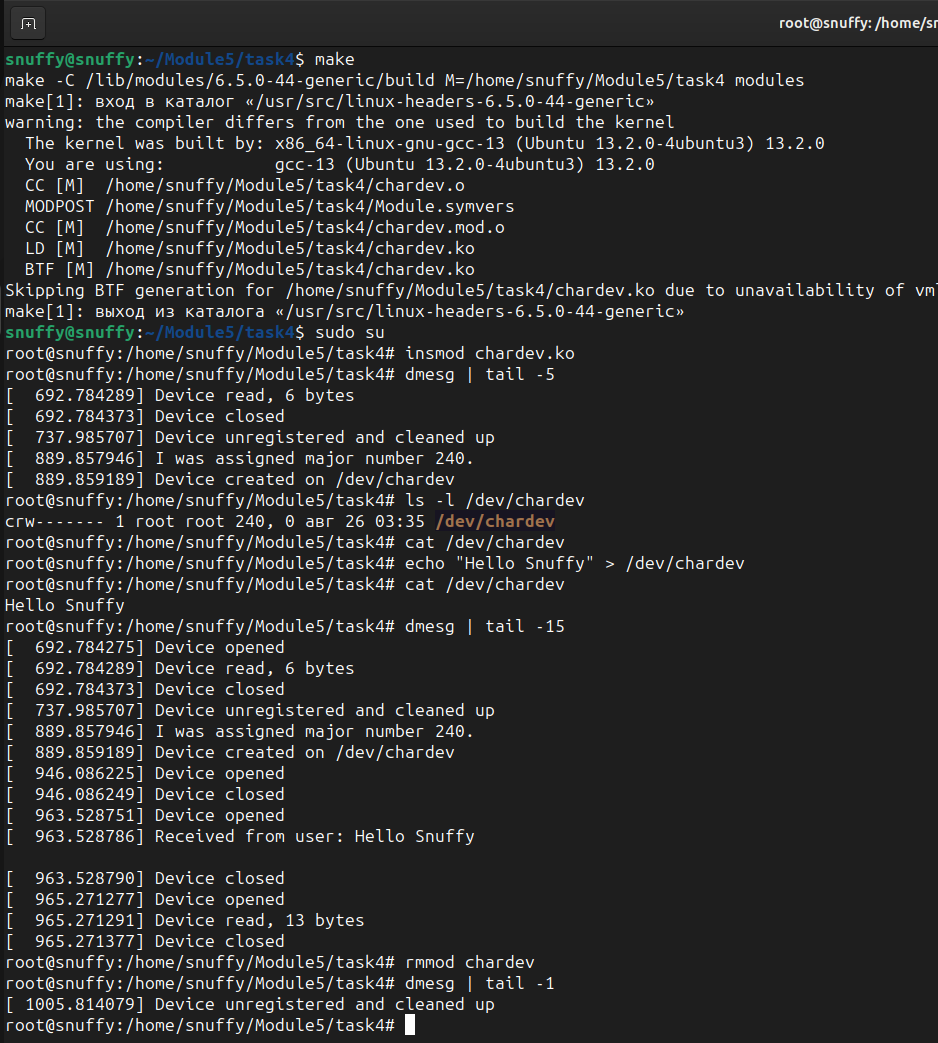 root@snuffy: /home/sn
snuffy@snuffy:~/Module5/task4$ make
make -C /lib/modules/6.5.0-44-generic/build M=/home/snuffy/Module5/task4 modules
make[1]: вход в каталог «/usr/src/linux-headers-6.5.0-44-generic»
warning: the compiler differs from the one used to build the kernel
  The kernel was built by: x86_64-linux-gnu-gcc-13 (Ubuntu 13.2.0-4ubuntu3) 13.2.0
  You are using:           gcc-13 (Ubuntu 13.2.0-4ubuntu3) 13.2.0
  CC [M]  /home/snuffy/Module5/task4/chardev.o
  MODPOST /home/snuffy/Module5/task4/Module.symvers
  CC [M]  /home/snuffy/Module5/task4/chardev.mod.o
  LD [M]  /home/snuffy/Module5/task4/chardev.ko
  BTF [M] /home/snuffy/Module5/task4/chardev.ko
Skipping BTF generation for /home/snuffy/Module5/task4/chardev.ko due to unavailability of vml
make[1]: выход из каталога «/usr/src/linux-headers-6.5.0-44-generic»
snuffy@snuffy:~/Module5/task4$ sudo su
root@snuffy:/home/snuffy/Module5/task4# insmod chardev.ko
root@snuffy:/home/snuffy/Module5/task4# dmesg | tail -5
[  692.784289] Device read, 6 bytes
[  692.784373] Device closed
[  737.985707] Device unregistered and cleaned up
[  889.857946] I was assigned major number 240.
[  889.859189] Device created on /dev/chardev
root@snuffy:/home/snuffy/Module5/task4# ls -l /dev/chardev
crw------- 1 root root 240, 0 авг 26 03:35 /dev/chardev
root@snuffy:/home/snuffy/Module5/task4# cat /dev/chardev
root@snuffy:/home/snuffy/Module5/task4# echo "Hello Snuffy" > /dev/chardev
root@snuffy:/home/snuffy/Module5/task4# cat /dev/chardev
Hello Snuffy
root@snuffy:/home/snuffy/Module5/task4# dmesg | tail -15
[  692.784275] Device opened
[  692.784289] Device read, 6 bytes
[  692.784373] Device closed
[  737.985707] Device unregistered and cleaned up
[  889.857946] I was assigned major number 240.
[  889.859189] Device created on /dev/chardev
[  946.086225] Device opened
[  946.086249] Device closed
[  963.528751] Device opened
[  963.528786] Received from user: Hello Snuffy

[  963.528790] Device closed
[  965.271277] Device opened
[  965.271291] Device read, 13 bytes
[  965.271377] Device closed
root@snuffy:/home/snuffy/Module5/task4# rmmod chardev
root@snuffy:/home/snuffy/Module5/task4# dmesg | tail -1
[ 1005.814079] Device unregistered and cleaned up
root@snuffy:/home/snuffy/Module5/task4#